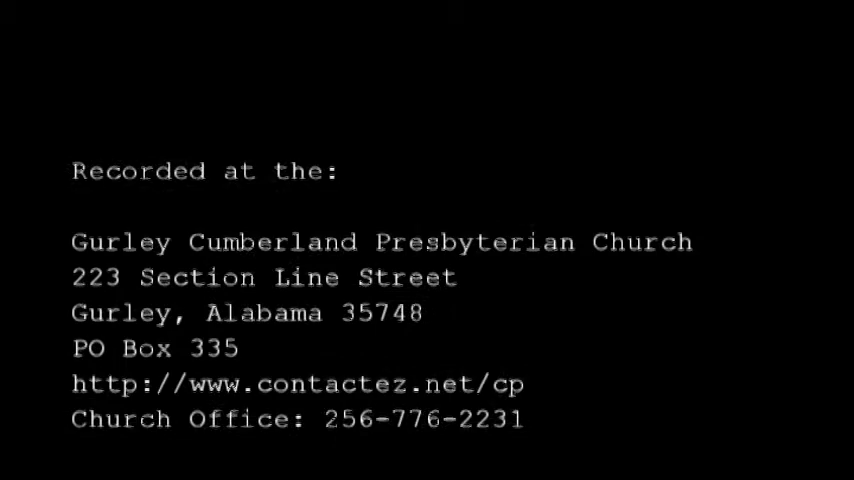 Recorded at the:
Gurley Cumberland Presbyterian Church
223 Section Line Street
Gurley, Alabama 35748
PO Box 335
http://www.contactez.net/cp
Church Office: 256-776-2231